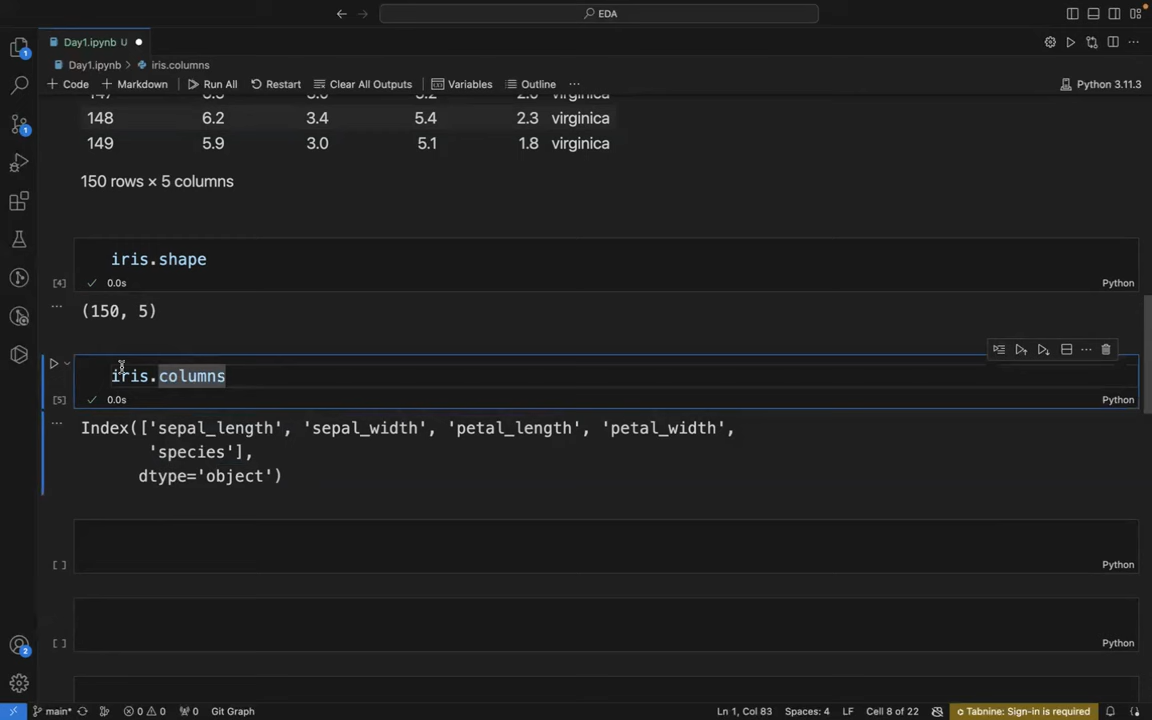 EDA
Day1.ipynb U
Day1.ipynb > iris.columns
+ Code + Markdown Run All Restart Clear All Outputs Variables Outline ...
Python 3.11.3
148 6.2 3.4 5.4 2.3 virginica
149 5.9 3.0 5.1 1.8 virginica
150 rows × 5 columns
iris.shape
[4] 0.0s Python
(150, 5)
iris.columns
[5] 0.0s Python
Index(['sepal_length', 'sepal_width', 'petal_length', 'petal_width',
'species'],
dtype='object')
[ ] Python
[ ] Python
main* 0 0 0 Git Graph Ln 1, Col 83 Spaces: 4 LF Cell 8 of 22 Tabnine: Sign-in is required